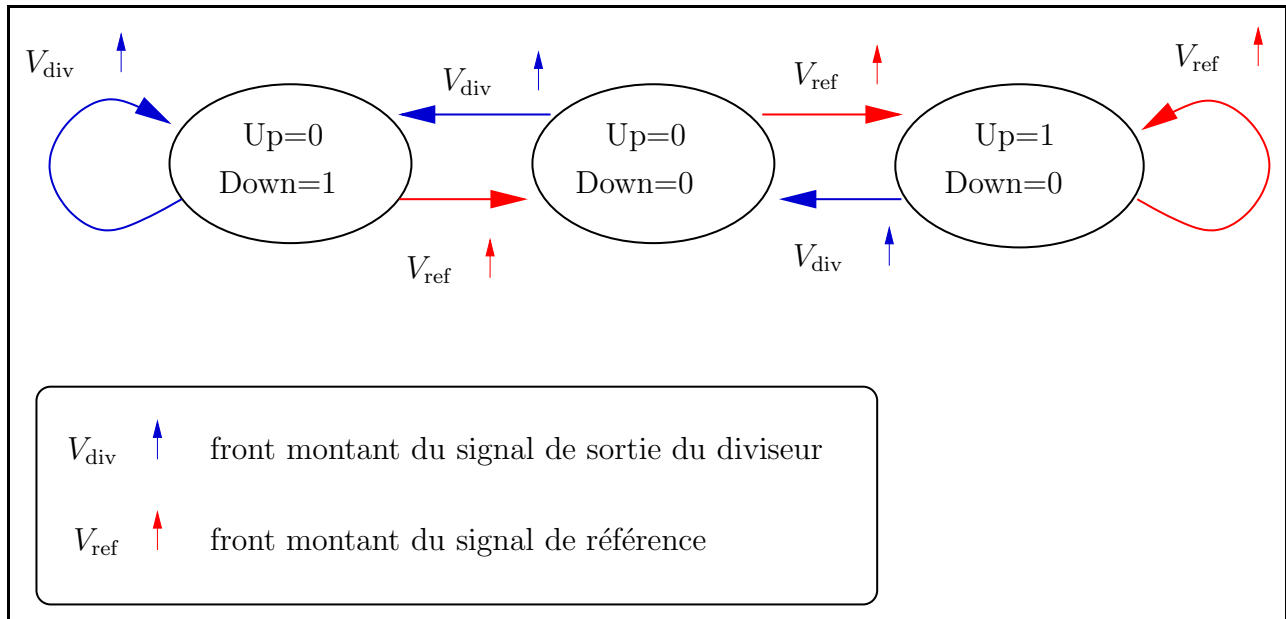 V_div
V_div
V_ref
V_ref
Up=0
Down=1
Up=0
Down=0
Up=1
Down=0
V_ref
V_div
V_div front montant du signal de sortie du diviseur
V_ref front montant du signal de référence